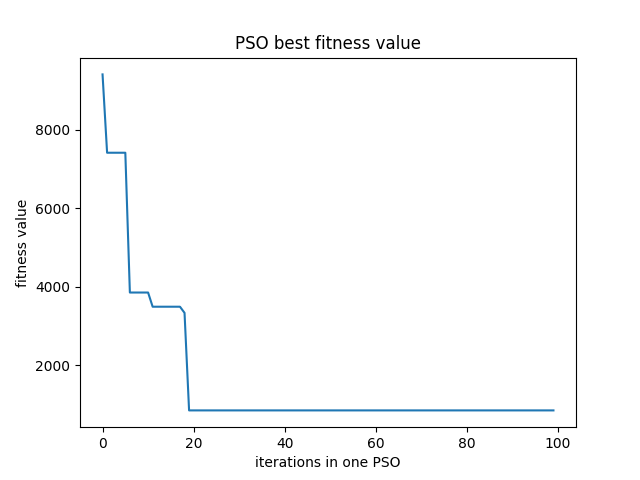 PSO best fitness value
fitness value
8000
6000
4000
2000
0 20 40 60 80 100
iterations in one PSO